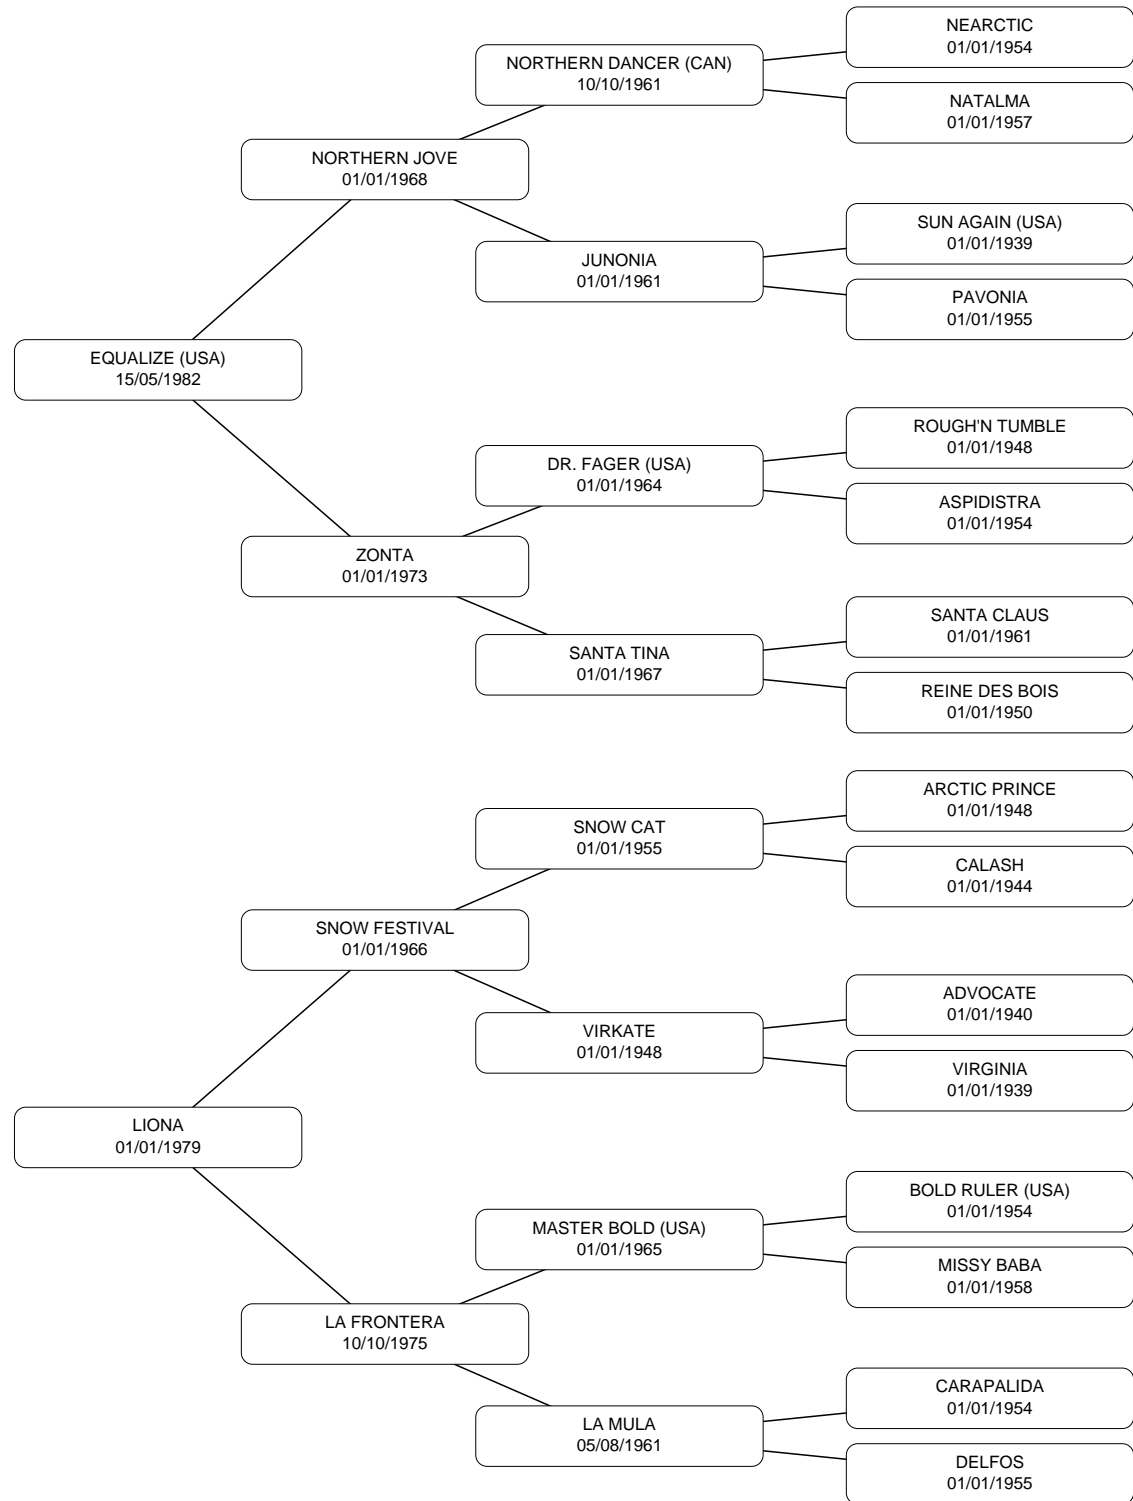 NEARCTIC
01/01/1954
NORTHERN DANCER (CAN)
10/10/1961
NATALMA
01/01/1957
NORTHERN JOVE
01/01/1968
SUN AGAIN (USA)
01/01/1939
JUNONIA
01/01/1961
PAVONIA
01/01/1955
EQUALIZE (USA)
15/05/1982
ROUGH'N TUMBLE
01/01/1948
DR. FAGER (USA)
01/01/1964
ASPIDISTRA
01/01/1954
ZONTA
01/01/1973
SANTA CLAUS
01/01/1961
SANTA TINA
01/01/1967
REINE DES BOIS
01/01/1950
ARCTIC PRINCE
01/01/1948
SNOW CAT
01/01/1955
CALASH
01/01/1944
SNOW FESTIVAL
01/01/1966
ADVOCATE
01/01/1940
VIRKATE
01/01/1948
VIRGINIA
01/01/1939
LIONA
01/01/1979
BOLD RULER (USA)
01/01/1954
MASTER BOLD (USA)
01/01/1965
MISSY BABA
01/01/1958
LA FRONTERA
10/10/1975
CARAPALIDA
01/01/1954
LA MULA
05/08/1961
DELFOS
01/01/1955